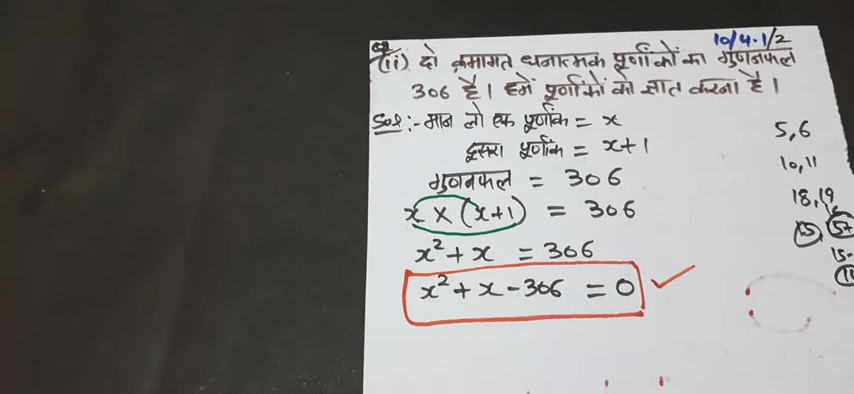 10/4.1/2
(ii) दो क्रमागत धनात्मक पूर्णांकों का गुणनफल
306 है। हमें पूर्णांकों को ज्ञात करना है।
Sol :- मान लो एक पूर्णांक = x
दूसरा पूर्णांक = x+1
गुणनफल = 306
x × (x+1) = 306
x² + x = 306
x² + x - 306 = 0
5,6
10,11
18,19